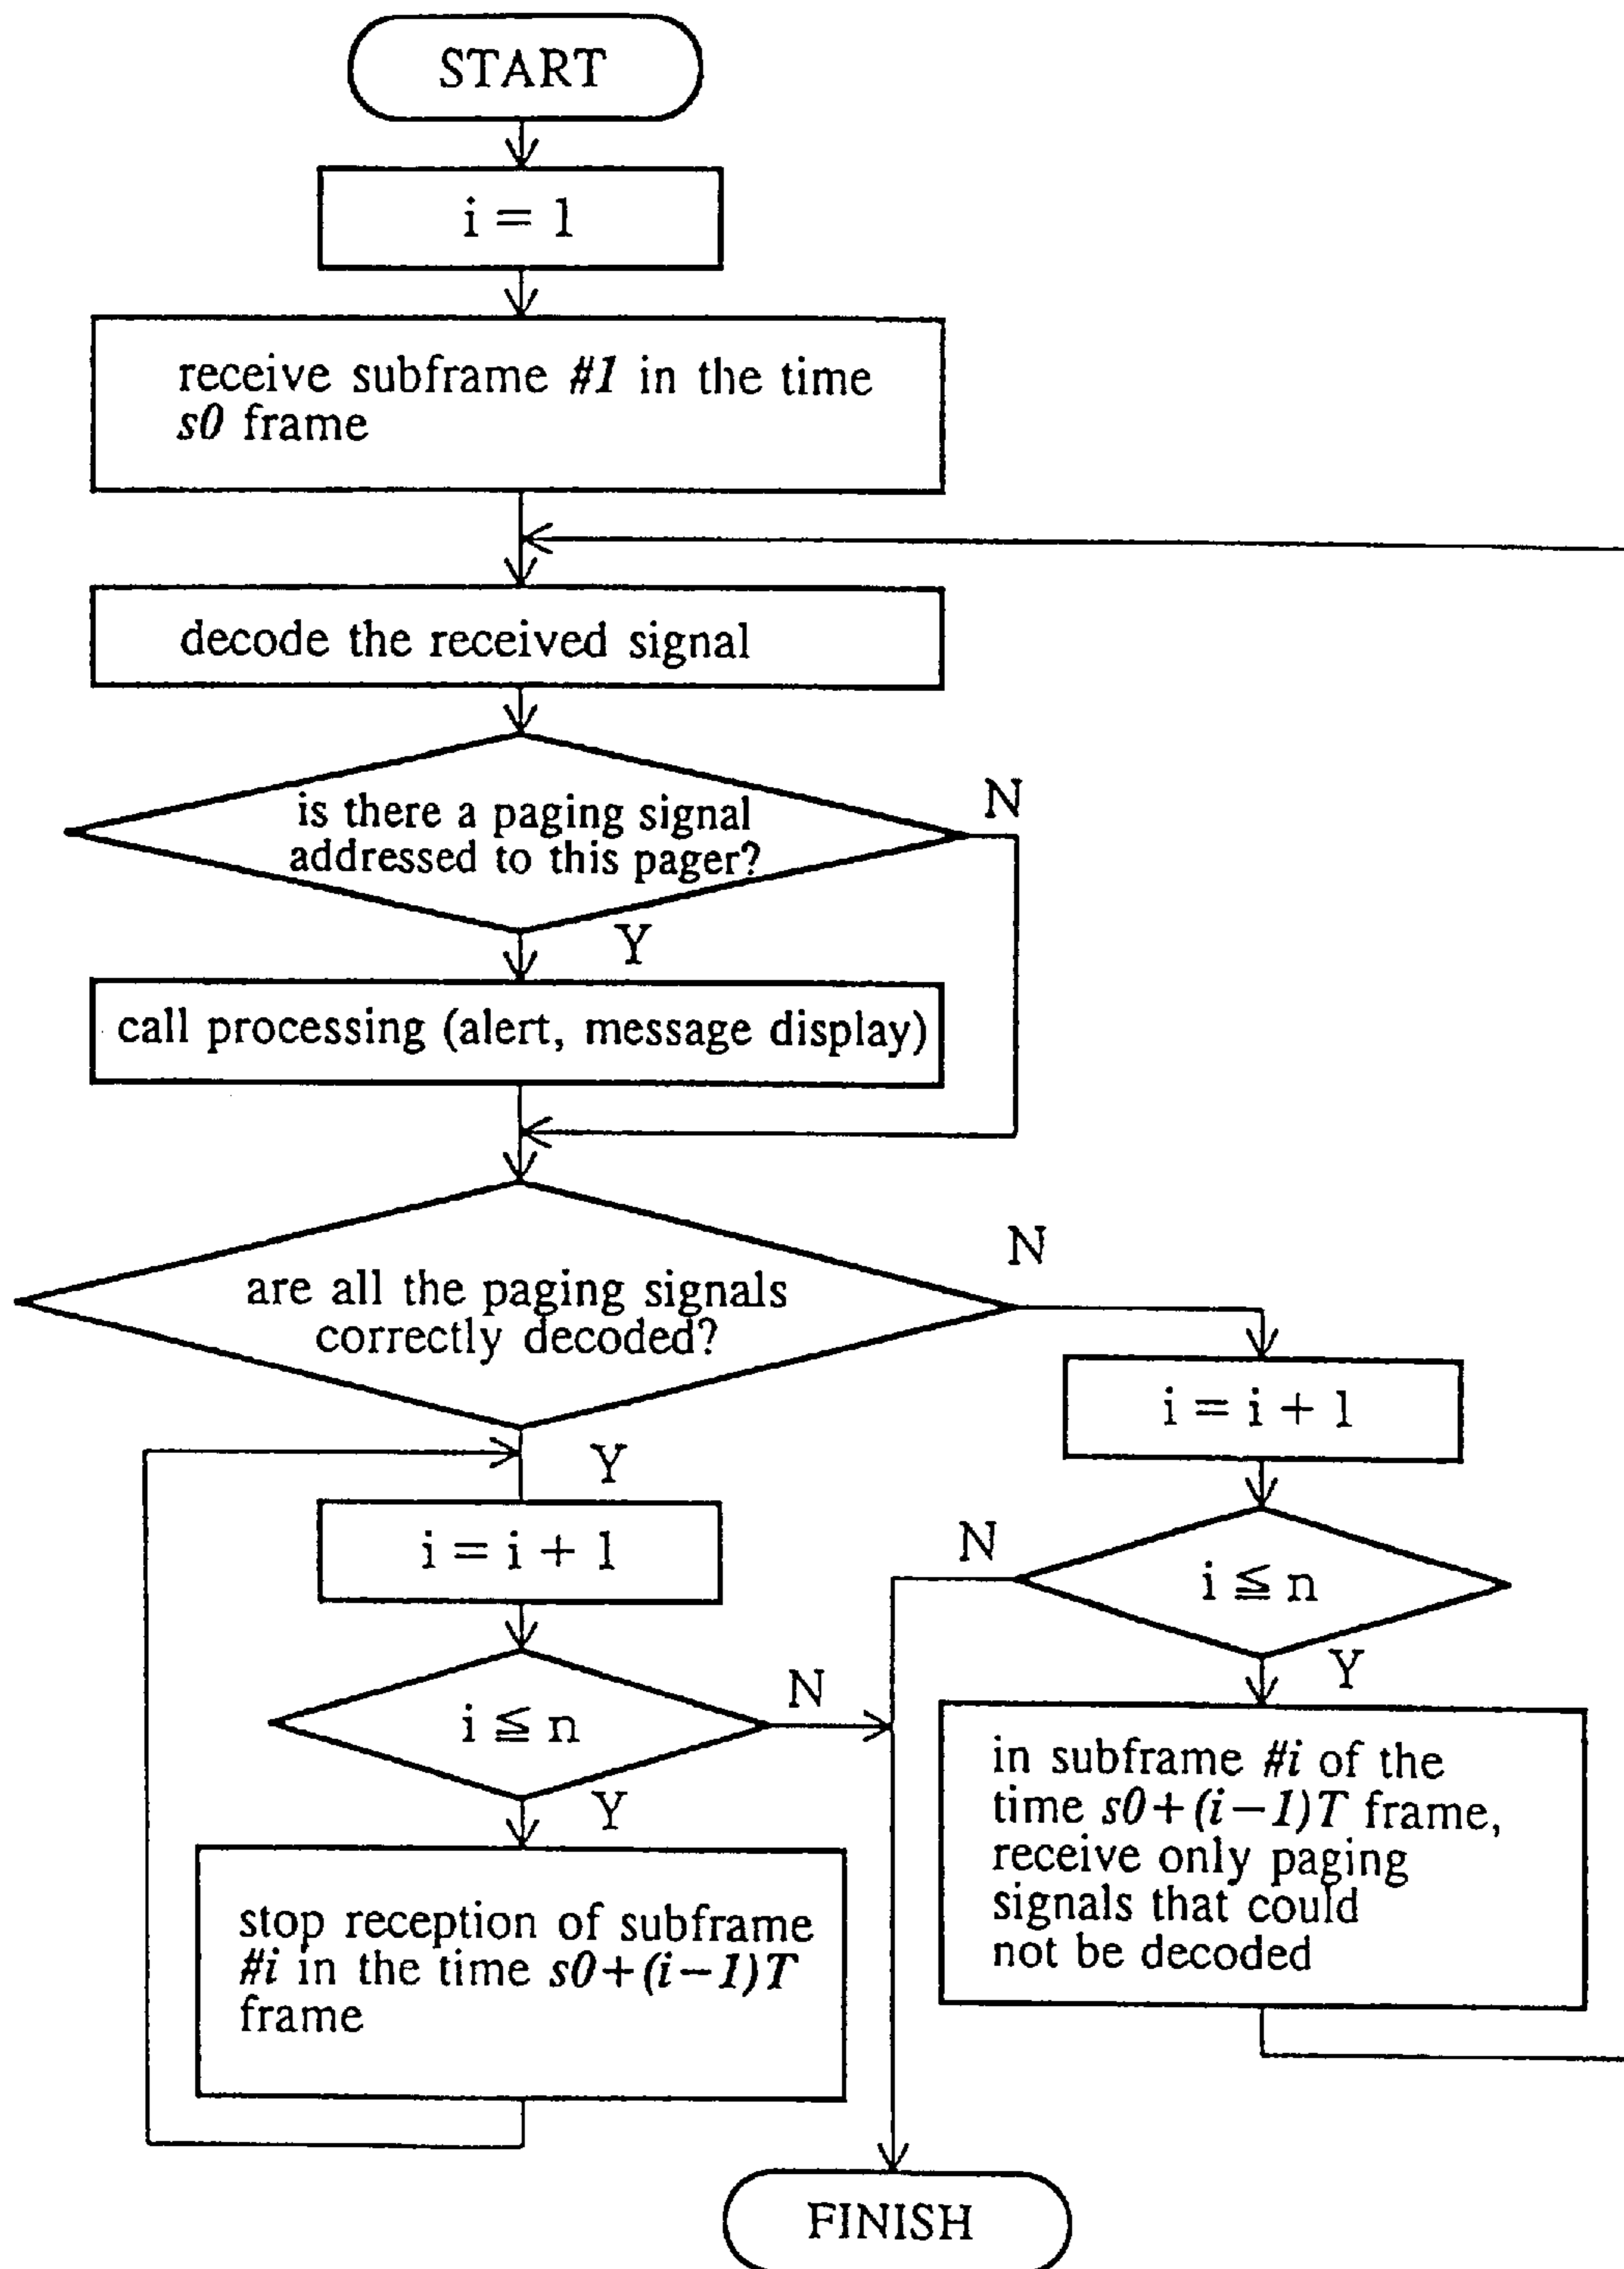 START
i = 1
receive subframe #1 in the time
s0 frame
decode the received signal
is there a paging signal
addressed to this pager?
N
Y
call processing (alert, message display)
are all the paging signals
correctly decoded?
N
Y
i = i + 1
i ≦ n
N
Y
stop reception of subframe
#i in the time s0+(i−1)T
frame
i = i + 1
i ≦ n
N
Y
in subframe #i of the
time s0+(i−1)T frame,
receive only paging
signals that could
not be decoded
FINISH